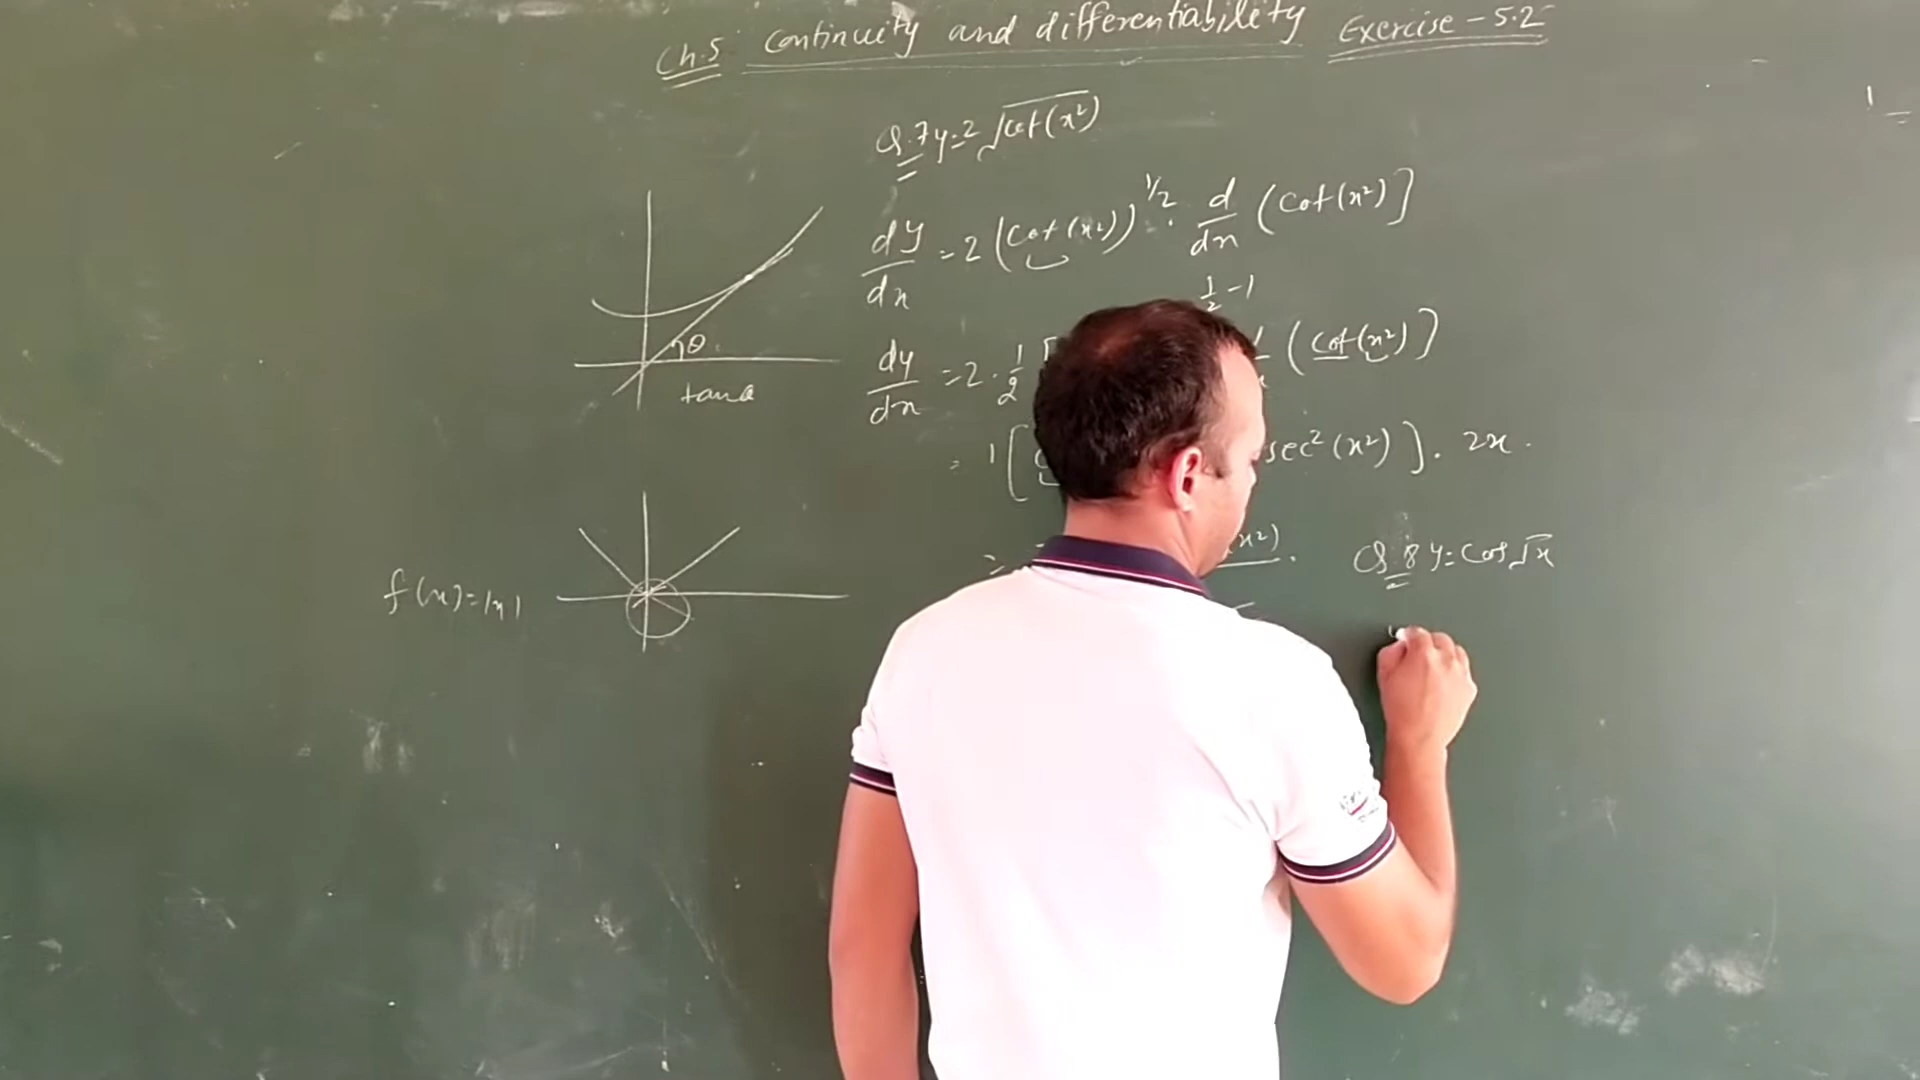 Ch.5 Continuity and differentiability Exercise - 5.2
Q.7 y=2 √cot(x²)
dy/dx = 2 (cot(x²))^1/2 . d/dx (cot(x²)]
1/2 - 1
dy/dx = 2 . 1/2 [ (cot(x²)]
= 1 [ sec² (x²) ] . 2x .
x²) .
Q.8 y = cos √x
θ
tanθ
f(x)=|x|